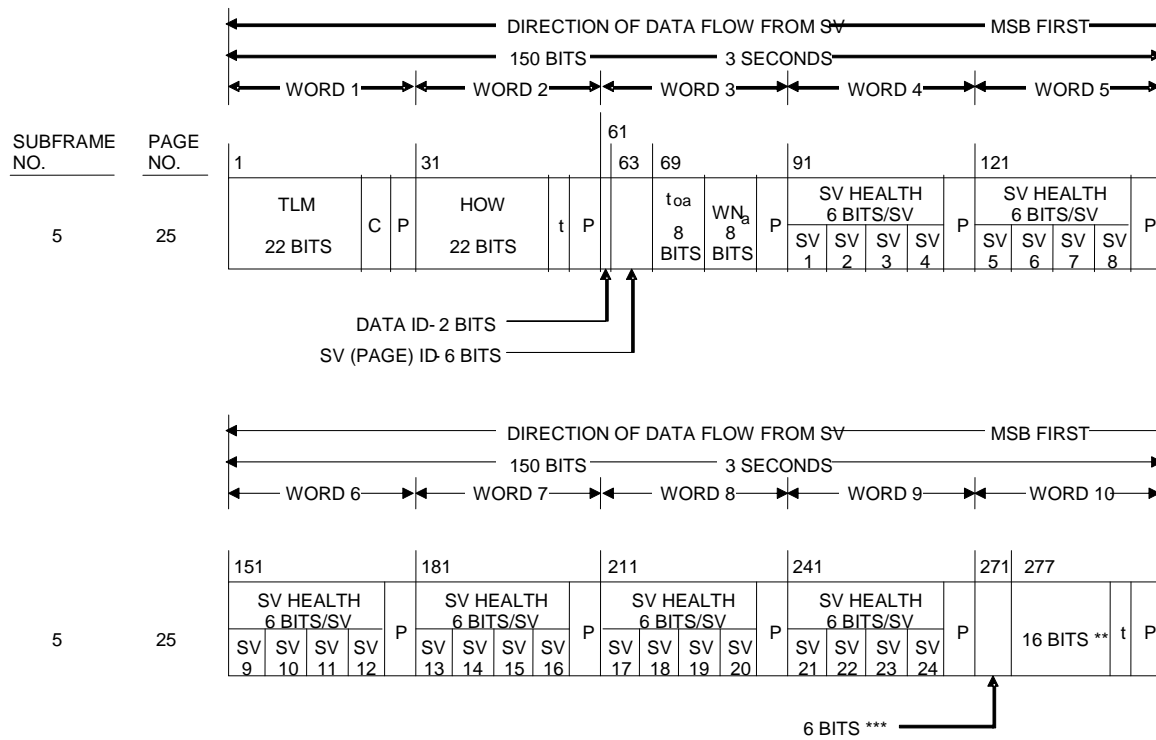 DIRECTION OF DATA FLOW FROM SV MSB FIRST
150 BITS 3 SECONDS
WORD 1 WORD 2 WORD 3 WORD 4 WORD 5
SUBFRAME NO. PAGE NO.
61
1 31 63 69 91 121
5 25
TLM 22 BITS C P
HOW 22 BITS t P
toa 8 BITS WNa 8 BITS P
SV HEALTH 6 BITS/SV P
SV 1 SV 2 SV 3 SV 4
SV HEALTH 6 BITS/SV P
SV 5 SV 6 SV 7 SV 8
DATA ID- 2 BITS
SV (PAGE) ID- 6 BITS
DIRECTION OF DATA FLOW FROM SV MSB FIRST
150 BITS 3 SECONDS
WORD 6 WORD 7 WORD 8 WORD 9 WORD 10
151 181 211 241 271 277
5 25
SV HEALTH 6 BITS/SV P
SV 9 SV 10 SV 11 SV 12
SV HEALTH 6 BITS/SV P
SV 13 SV 14 SV 15 SV 16
SV HEALTH 6 BITS/SV P
SV 17 SV 18 SV 19 SV 20
SV HEALTH 6 BITS/SV P
SV 21 SV 22 SV 23 SV 24
16 BITS ** t P
6 BITS ***